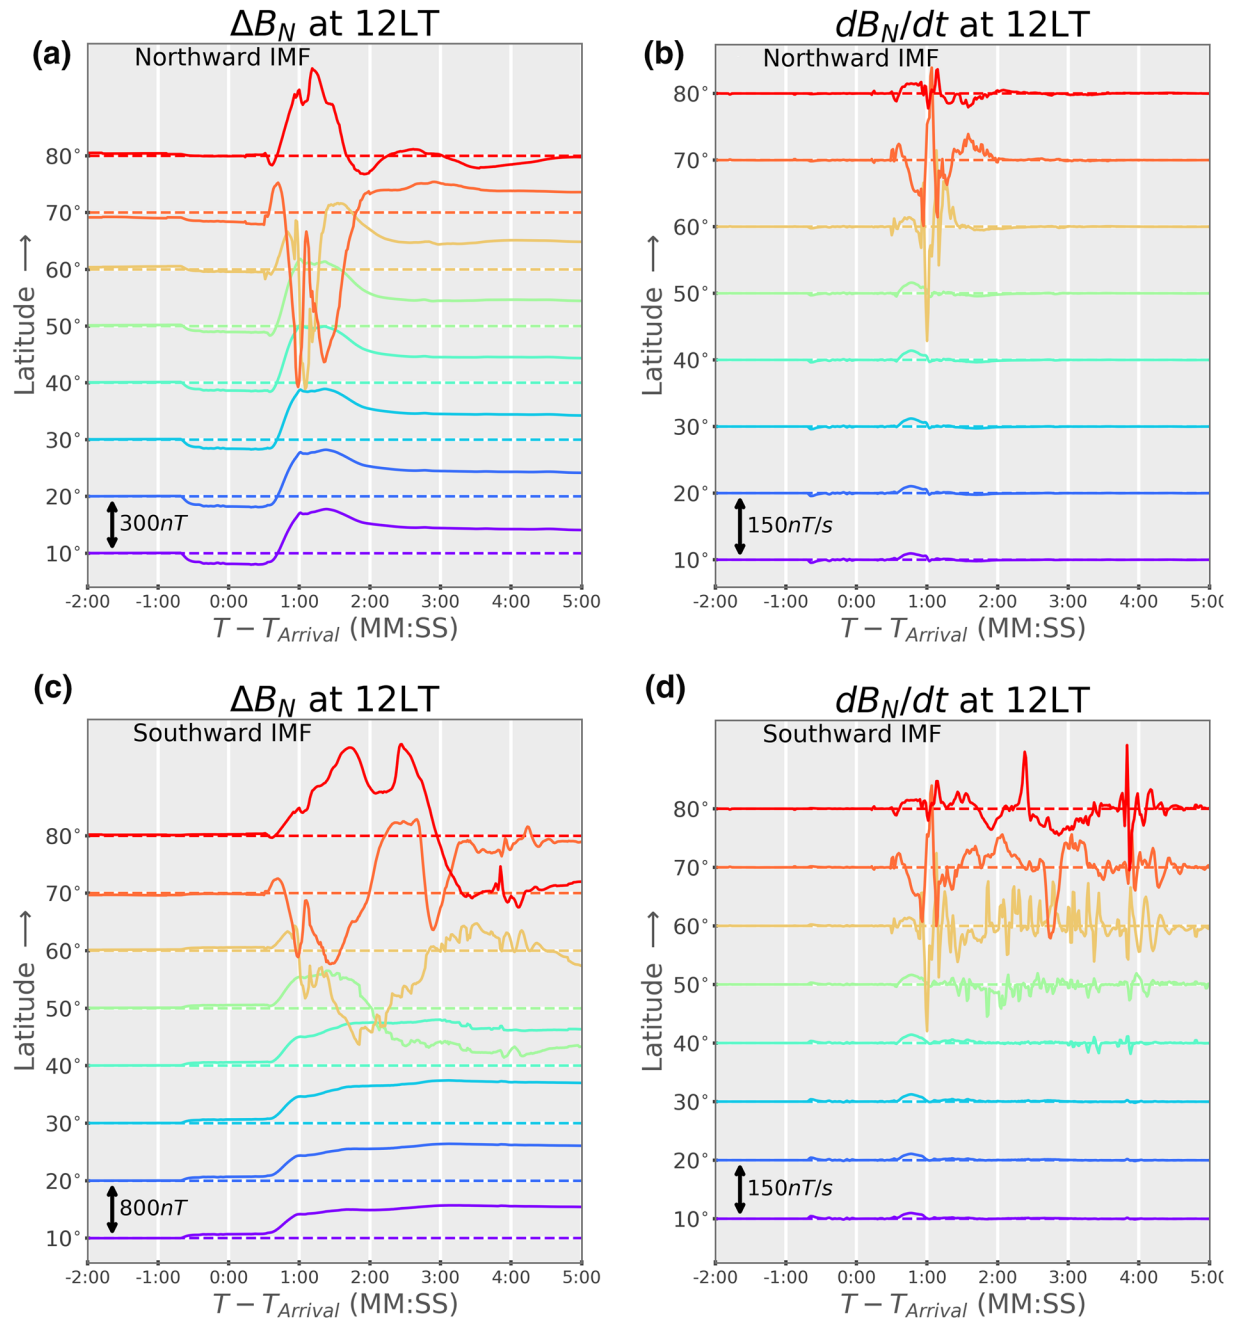 (a)
ΔB_N at 12LT
Northward IMF
80°
70°
60°
50°
40°
30°
20°
10°
300nT
Latitude ⟶
-2:00 -1:00 0:00 1:00 2:00 3:00 4:00 5:00
T − T_Arrival (MM:SS)
(b)
dB_N/dt at 12LT
Northward IMF
80°
70°
60°
50°
40°
30°
20°
10°
150nT/s
Latitude ⟶
-2:00 -1:00 0:00 1:00 2:00 3:00 4:00 5:00
T − T_Arrival (MM:SS)
(c)
ΔB_N at 12LT
Southward IMF
80°
70°
60°
50°
40°
30°
20°
10°
800nT
Latitude ⟶
-2:00 -1:00 0:00 1:00 2:00 3:00 4:00 5:00
T − T_Arrival (MM:SS)
(d)
dB_N/dt at 12LT
Southward IMF
80°
70°
60°
50°
40°
30°
20°
10°
150nT/s
Latitude ⟶
-2:00 -1:00 0:00 1:00 2:00 3:00 4:00 5:00
T − T_Arrival (MM:SS)